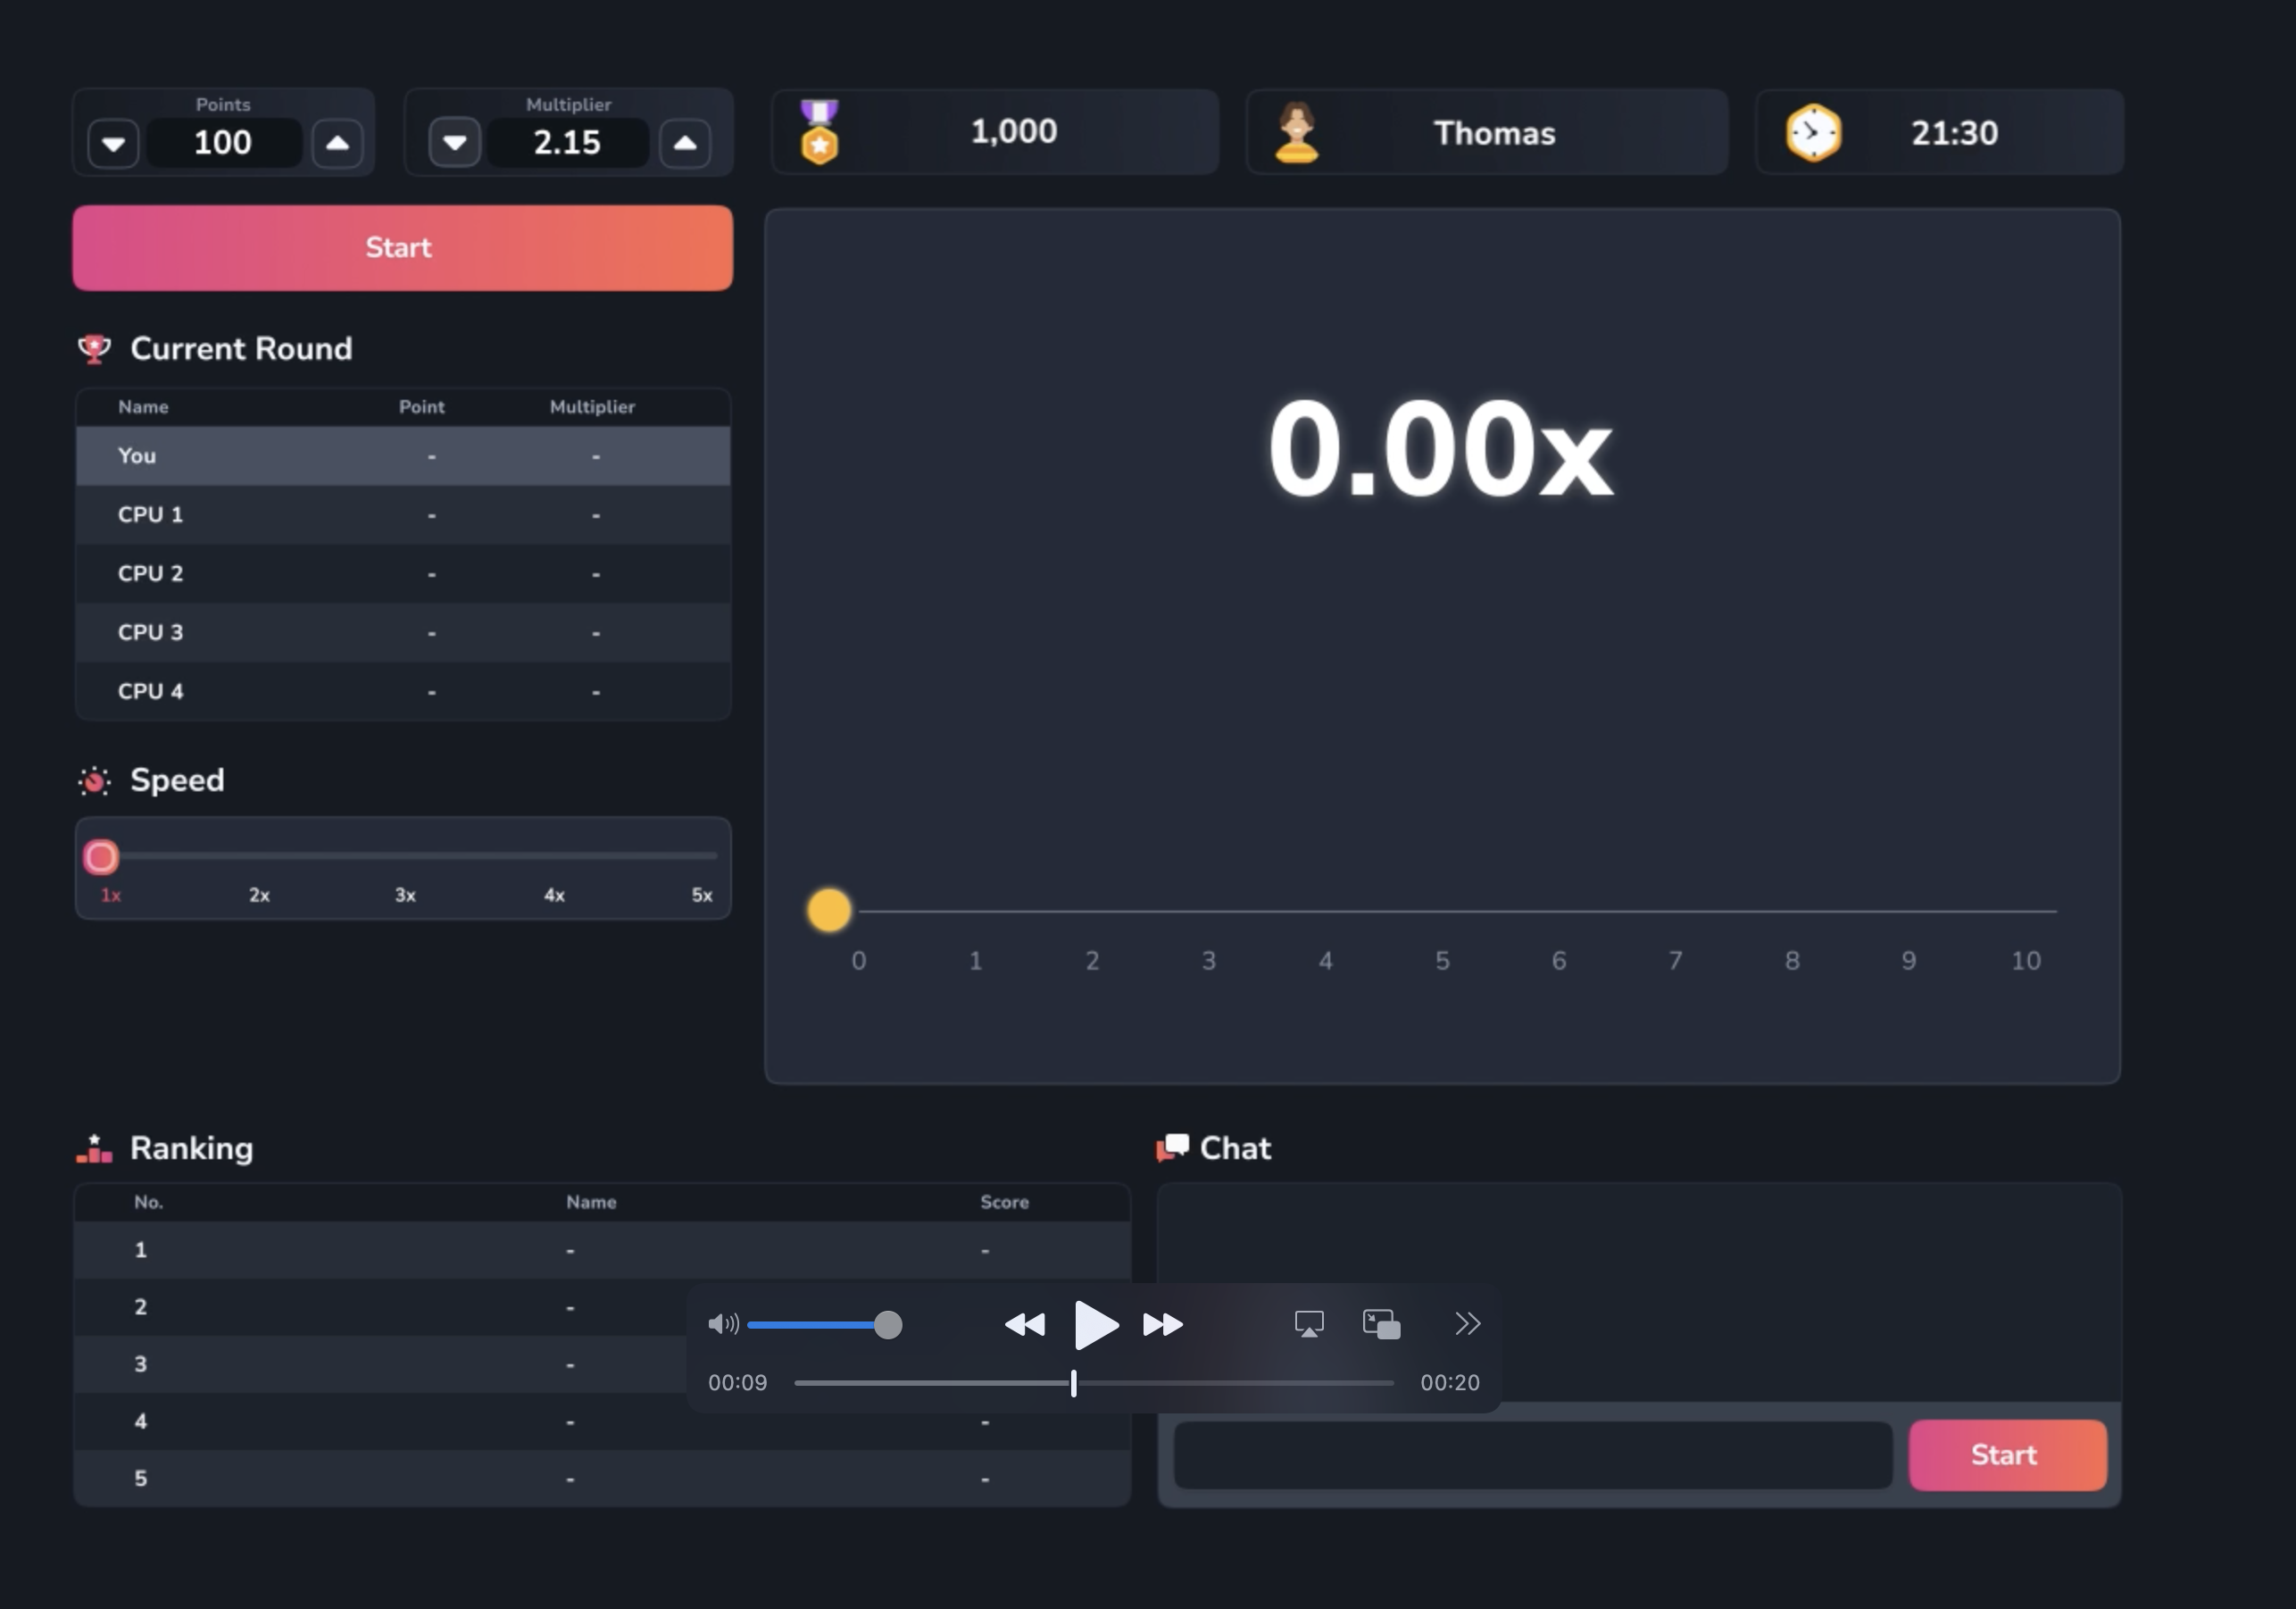 Points
100
Multiplier
2.15
1,000
Thomas
21:30
Start
Current Round
Name Point Multiplier
You - -
CPU 1 - -
CPU 2 - -
CPU 3 - -
CPU 4 - -
Speed
1x 2x 3x 4x 5x
0.00x
0 1 2 3 4 5 6 7 8 9 10
Ranking
No. Name Score
1 - -
2 -
3 -
4 - -
5 - -
Chat
Start
00:09 00:20